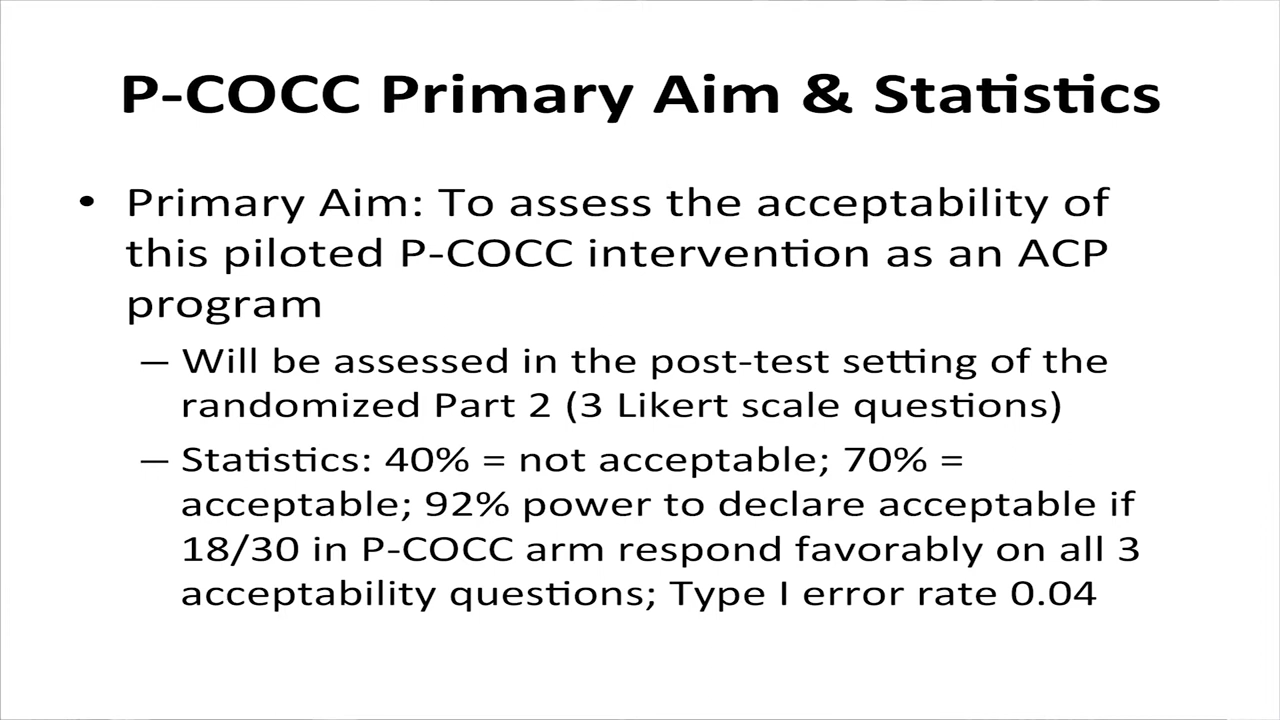 P-COCC Primary Aim & Statistics
• Primary Aim: To assess the acceptability of
this piloted P-COCC intervention as an ACP
program
– Will be assessed in the post-test setting of the
randomized Part 2 (3 Likert scale questions)
– Statistics: 40% = not acceptable; 70% =
acceptable; 92% power to declare acceptable if
18/30 in P-COCC arm respond favorably on all 3
acceptability questions; Type I error rate 0.04